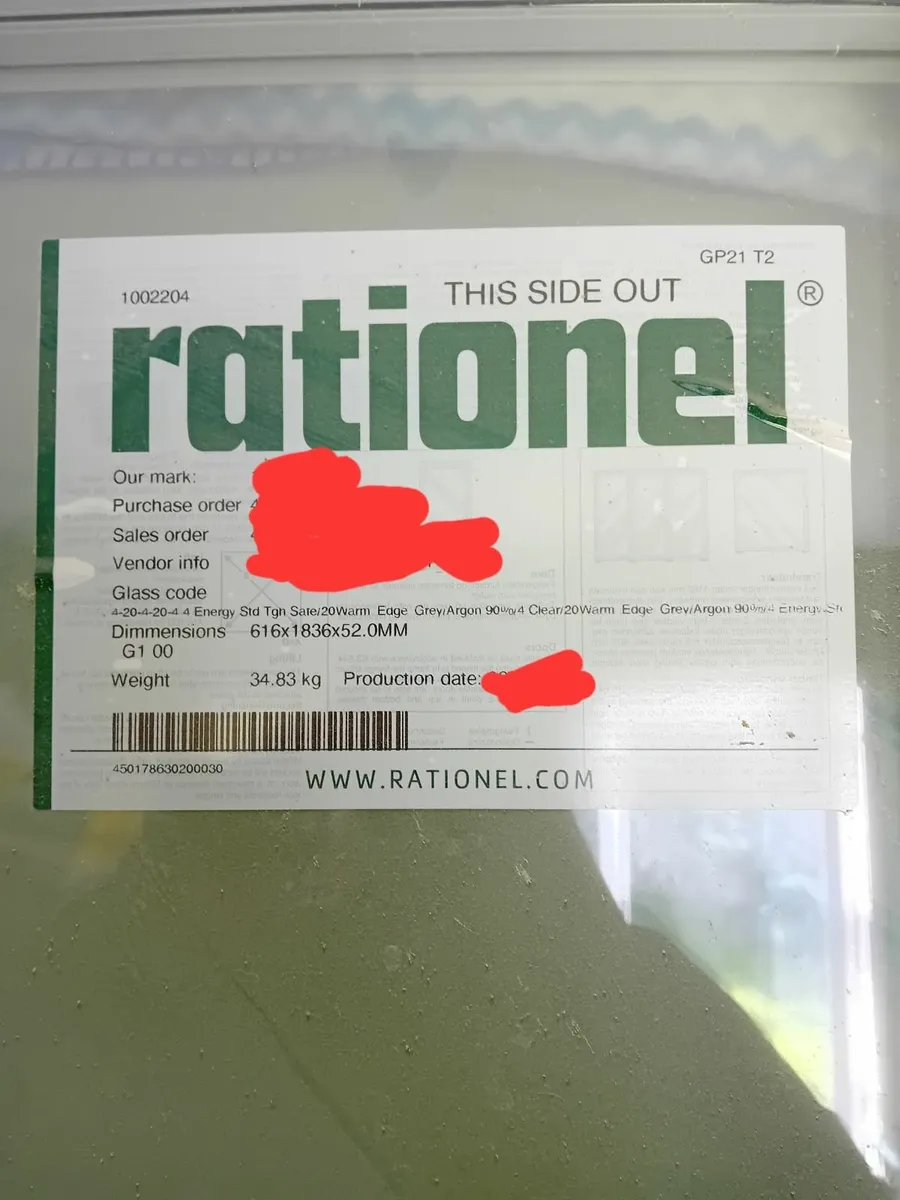 GP21 T2
1002204
THIS SIDE OUT
rationel®
Our mark:
Purchase order
Sales order
Vendor info
Glass code
4-20-4-20-4 4 Energy Std Tgh Safe/20Warm Edge Grey/Argon 90%/4 Clear/20Warm Edge Grey/Argon 90%/4 Energy
Dimmensions 616x1836x52.0MM
G1 00
Weight 34.83 kg Production date:
450178630200030
WWW.RATIONEL.COM